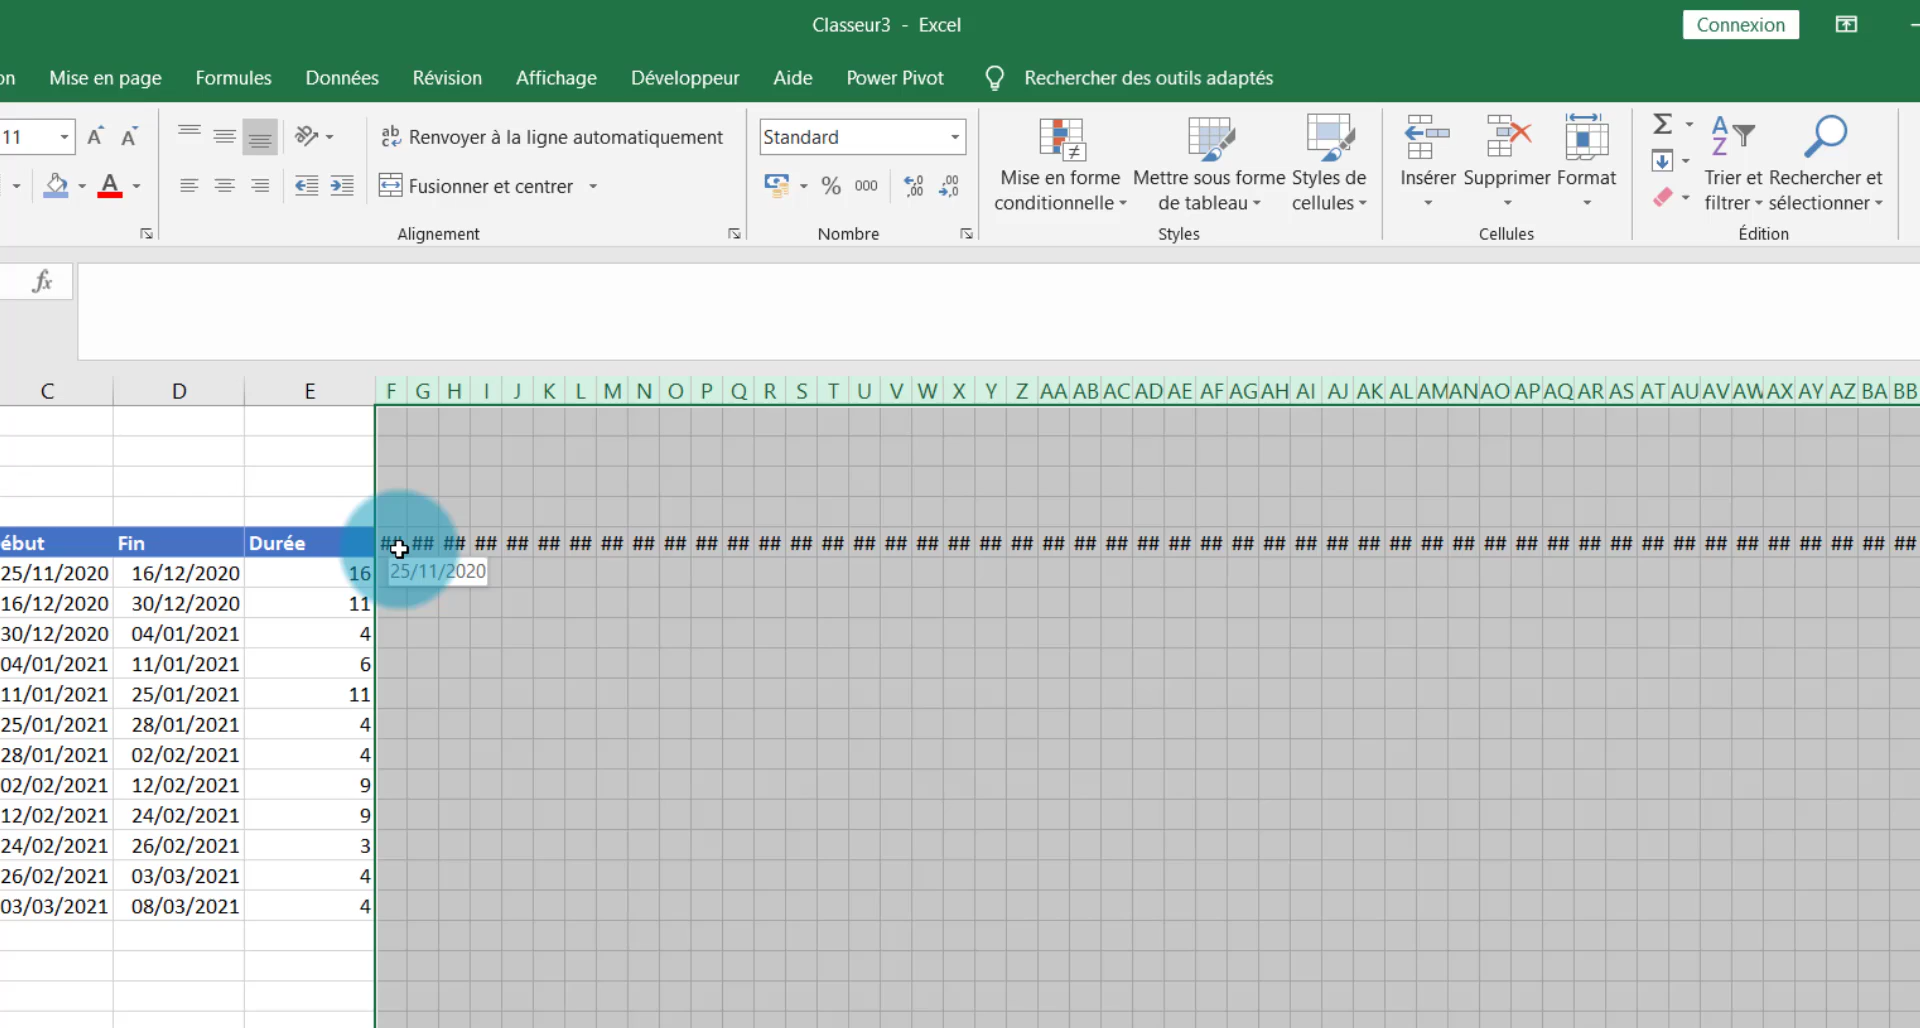 Classeur3 - Excel
Connexion
on Mise en page Formules Données Révision Affichage Développeur Aide Power Pivot Rechercher des outils adaptés
11 A A Renvoyer à la ligne automatiquement Standard
Fusionner et centrer % 000
Mise en forme conditionnelle
Mettre sous forme de tableau
Styles de cellules
Insérer Supprimer Format
Trier et filtrer
Rechercher et sélectionner
Alignement Nombre Styles Cellules Édition
fx
C D E F G H I J K L M N O P Q R S T U V W X Y Z AA AB AC AD AE AF AG AH AI AJ AK AL AM AN AO AP AQ AR AS AT AU AV AW AX AY AZ BA BB
ébut Fin Durée ## ## ## ## ## ## ## ## ## ## ## ## ## ## ## ## ## ## ## ## ## ## ## ## ## ## ## ## ## ## ## ## ## ## ## ## ## ## ## ## ## ## ## ## ## ## ## ## ##
25/11/2020 16/12/2020 16 25/11/2020
16/12/2020 30/12/2020 11
30/12/2020 04/01/2021 4
04/01/2021 11/01/2021 6
11/01/2021 25/01/2021 11
25/01/2021 28/01/2021 4
28/01/2021 02/02/2021 4
02/02/2021 12/02/2021 9
12/02/2021 24/02/2021 9
24/02/2021 26/02/2021 3
26/02/2021 03/03/2021 4
03/03/2021 08/03/2021 4